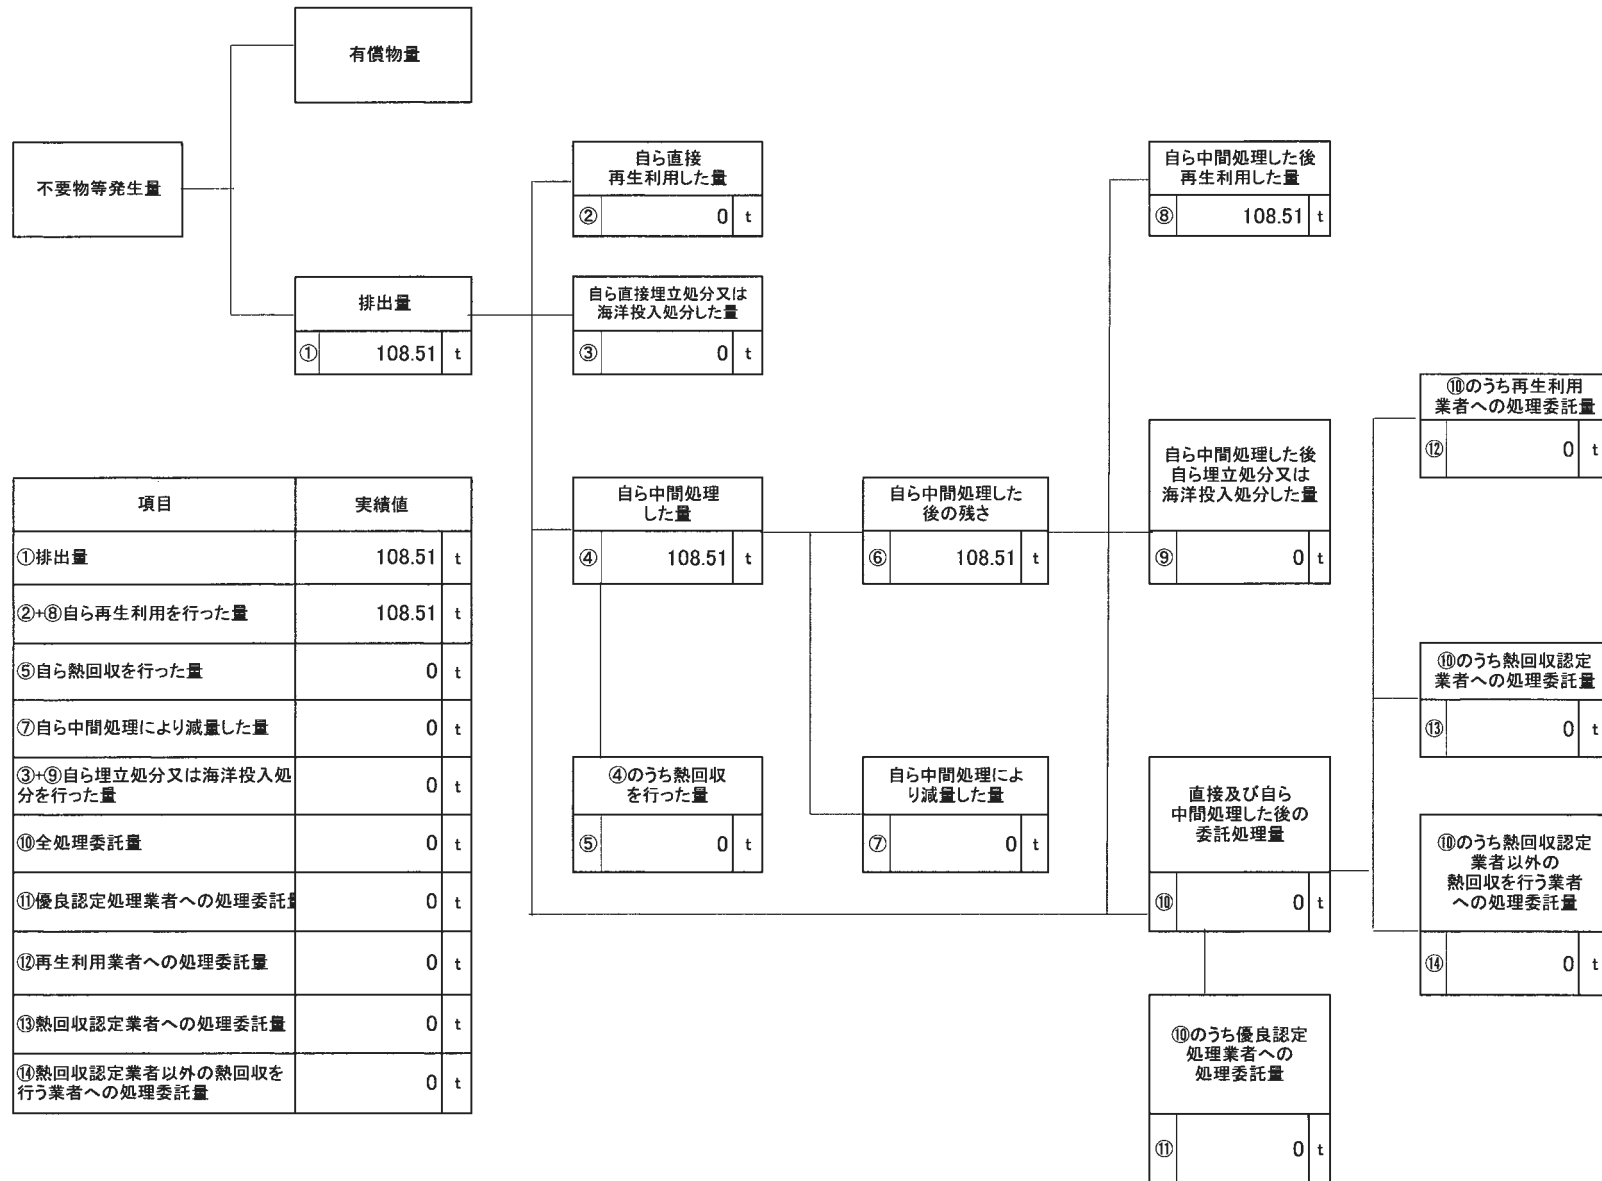 有償物量
不要物等発生量
排出量
① 108.51 t
自ら直接
再生利用した量
② 0 t
自ら直接埋立処分又は
海洋投入処分した量
③ 0 t
自ら中間処理
した量
④ 108.51 t
④のうち熱回収
を行った量
⑤ 0 t
自ら中間処理した
後の残さ
⑥ 108.51 t
自ら中間処理によ
り減量した量
⑦ 0 t
自ら中間処理した後
再生利用した量
⑧ 108.51 t
自ら中間処理した後
自ら埋立処分又は
海洋投入処分した量
⑨ 0 t
直接及び自ら
中間処理した後の
委託処理量
⑩ 0 t
⑩のうち優良認定
処理業者への
処理委託量
⑪ 0 t
⑩のうち再生利用
業者への処理委託量
⑫ 0 t
⑩のうち熱回収認定
業者への処理委託量
⑬ 0 t
⑩のうち熱回収認定
業者以外の
熱回収を行う業者
への処理委託量
⑭ 0 t
項目 実績値
①排出量 108.51 t
②+⑧自ら再生利用を行った量 108.51 t
⑤自ら熱回収を行った量 0 t
⑦自ら中間処理により減量した量 0 t
③+⑨自ら埋立処分又は海洋投入処
分を行った量 0 t
⑩全処理委託量 0 t
⑪優良認定処理業者への処理委託量 0 t
⑫再生利用業者への処理委託量 0 t
⑬熱回収認定業者への処理委託量 0 t
⑭熱回収認定業者以外の熱回収を
行う業者への処理委託量 0 t